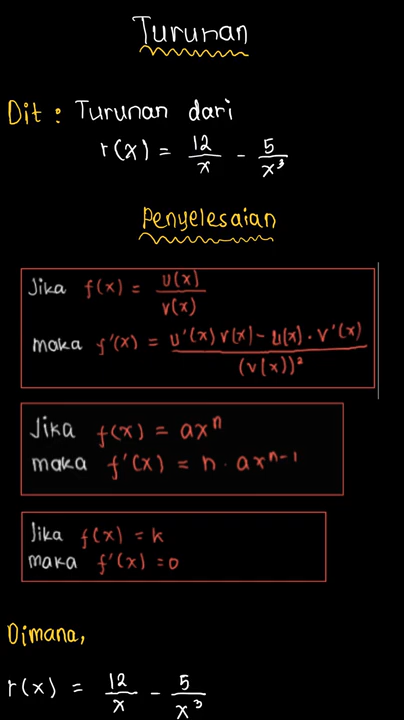 Turunan
Dit : Turunan dari
r(x) = 12/x - 5/x³
Penyelesaian
Jika f(x) = u(x)/v(x)
maka f'(x) = u'(x) v(x) - u(x) · v'(x)/(v(x))²
Jika f(x) = axⁿ
maka f'(x) = n · axⁿ⁻¹
Jika f(x) = k
maka f'(x) = 0
Dimana,
r(x) = 12/x - 5/x³